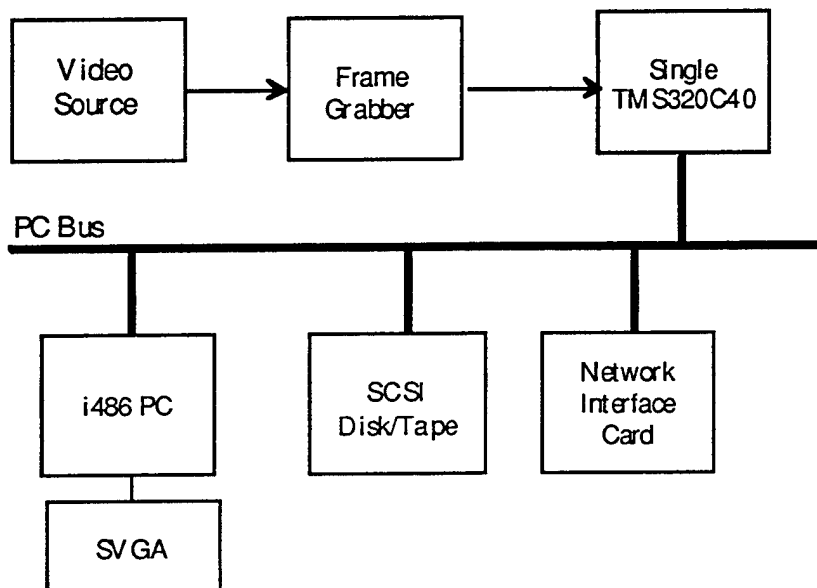 Video
Source
Frame
Grabber
Single
TMS320C40
PC Bus
i486 PC
SCSI
Disk/Tape
Network
Interface
Card
SVGA